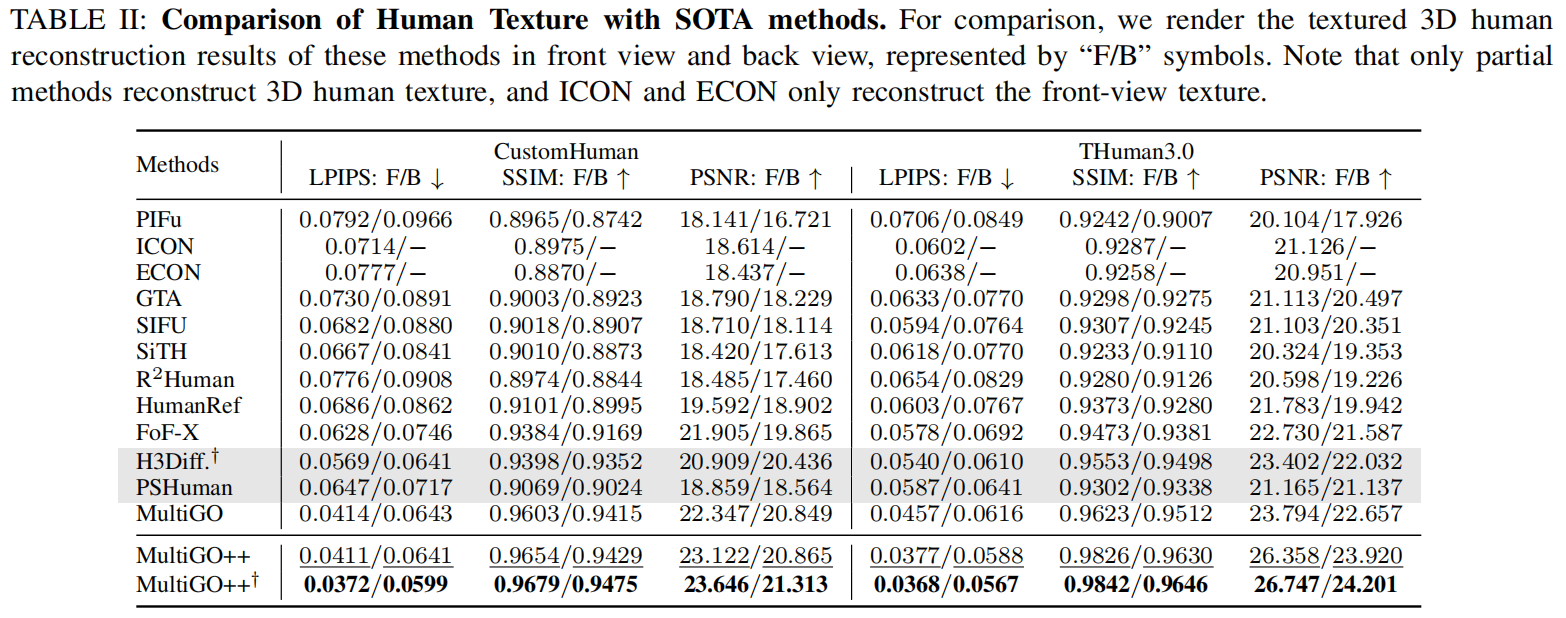 TABLE II: Comparison of Human Texture with SOTA methods. For comparison, we render the textured 3D human
reconstruction results of these methods in front view and back view, represented by “F/B” symbols. Note that only partial
methods reconstruct 3D human texture, and ICON and ECON only reconstruct the front-view texture.
Methods CustomHuman THuman3.0
LPIPS: F/B ↓ SSIM: F/B ↑ PSNR: F/B ↑ LPIPS: F/B ↓ SSIM: F/B ↑ PSNR: F/B ↑
PIFu 0.0792/0.0966 0.8965/0.8742 18.141/16.721 0.0706/0.0849 0.9242/0.9007 20.104/17.926
ICON 0.0714/− 0.8975/− 18.614/− 0.0602/− 0.9287/− 21.126/−
ECON 0.0777/− 0.8870/− 18.437/− 0.0638/− 0.9258/− 20.951/−
GTA 0.0730/0.0891 0.9003/0.8923 18.790/18.229 0.0633/0.0770 0.9298/0.9275 21.113/20.497
SIFU 0.0682/0.0880 0.9018/0.8907 18.710/18.114 0.0594/0.0764 0.9307/0.9245 21.103/20.351
SiTH 0.0667/0.0841 0.9010/0.8873 18.420/17.613 0.0618/0.0770 0.9233/0.9110 20.324/19.353
R²Human 0.0776/0.0908 0.8974/0.8844 18.485/17.460 0.0654/0.0829 0.9280/0.9126 20.598/19.226
HumanRef 0.0686/0.0862 0.9101/0.8995 19.592/18.902 0.0603/0.0767 0.9373/0.9280 21.783/19.942
FoF-X 0.0628/0.0746 0.9384/0.9169 21.905/19.865 0.0578/0.0692 0.9473/0.9381 22.730/21.587
H3Diff.† 0.0569/0.0641 0.9398/0.9352 20.909/20.436 0.0540/0.0610 0.9553/0.9498 23.402/22.032
PSHuman 0.0647/0.0717 0.9069/0.9024 18.859/18.564 0.0587/0.0641 0.9302/0.9338 21.165/21.137
MultiGO 0.0414/0.0643 0.9603/0.9415 22.347/20.849 0.0457/0.0616 0.9623/0.9512 23.794/22.657
MultiGO++ 0.0411/0.0641 0.9654/0.9429 23.122/20.865 0.0377/0.0588 0.9826/0.9630 26.358/23.920
MultiGO++† 0.0372/0.0599 0.9679/0.9475 23.646/21.313 0.0368/0.0567 0.9842/0.9646 26.747/24.201